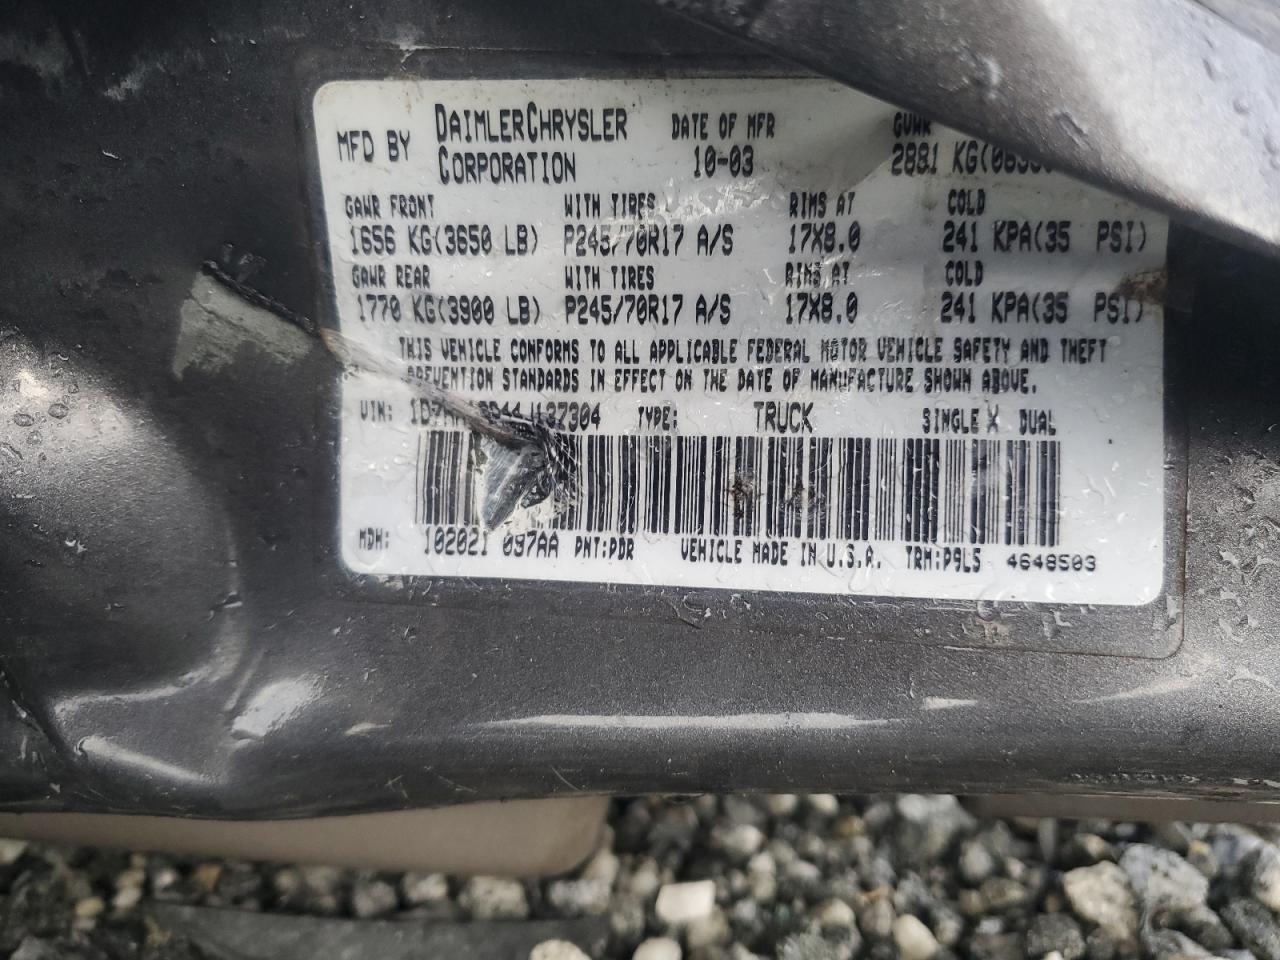 MFD BY DAIMLERCHRYSLER CORPORATION DATE OF MFR 10-03 GVWR 2881 KG
GAWR FRONT WITH TIRES RIMS AT COLD
1656 KG(3650 LB) P245/70R17 A/S 17X8.0 241 KPA(35 PSI)
GAWR REAR WITH TIRES RIMS AT COLD
1770 KG(3900 LB) P245/70R17 A/S 17X8.0 241 KPA(35 PSI)
THIS VEHICLE CONFORMS TO ALL APPLICABLE FEDERAL MOTOR VEHICLE SAFETY AND THEFT
PREVENTION STANDARDS IN EFFECT ON THE DATE OF MANUFACTURE SHOWN ABOVE.
VIN: TYPE: TRUCK SINGLE X DUAL
MDH: 102021 097AA PNT:PDR VEHICLE MADE IN U.S.A. TRM:P9L5 4648503